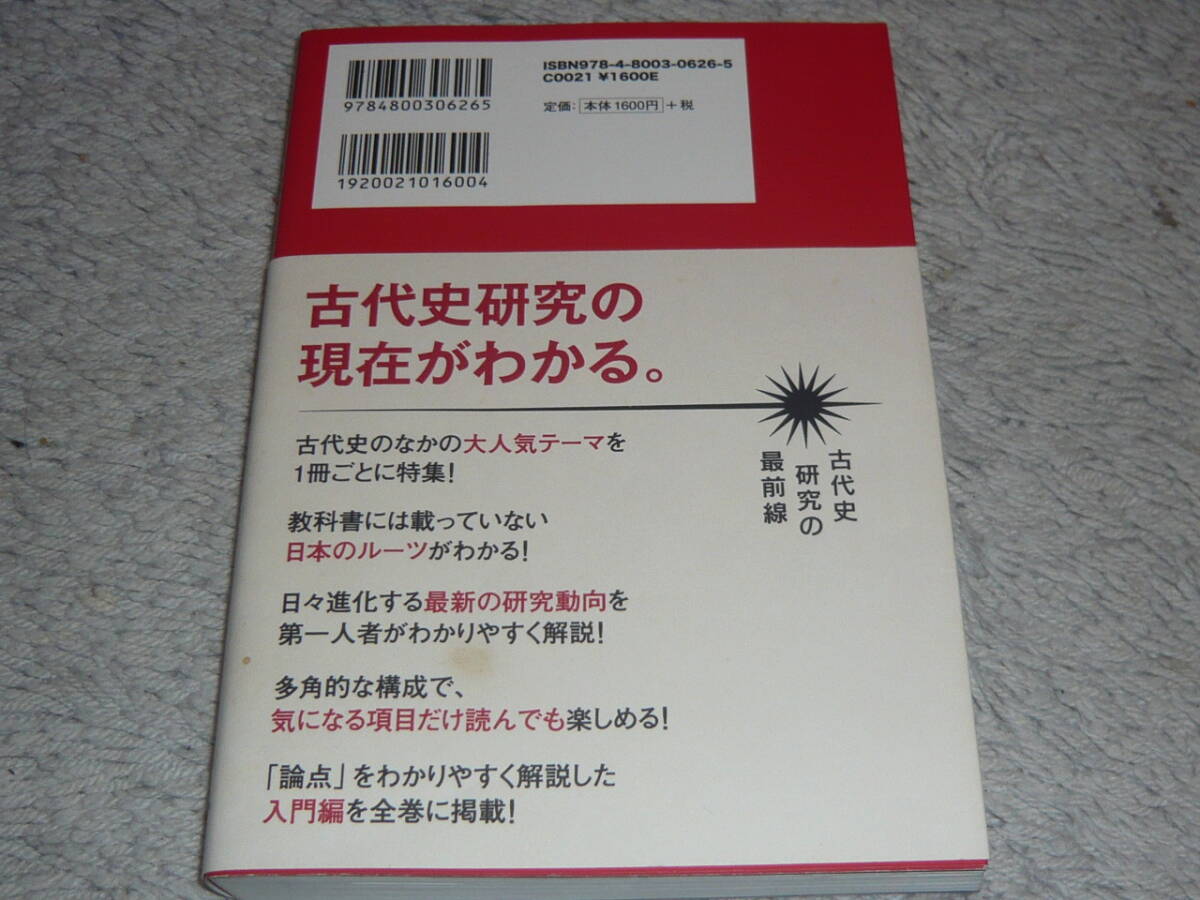 ISBN978-4-8003-0626-5
C0021 ¥1600E
定価：本体1600円＋税
9784800306265
1920021016004
古代史研究の
現在がわかる。
古代史
研究の
最前線
古代史のなかの大人気テーマを
1冊ごとに特集！
教科書には載っていない
日本のルーツがわかる！
日々進化する最新の研究動向を
第一人者がわかりやすく解説！
多角的な構成で、
気になる項目だけ読んでも楽しめる！
「論点」をわかりやすく解説した
入門編を全巻に掲載！